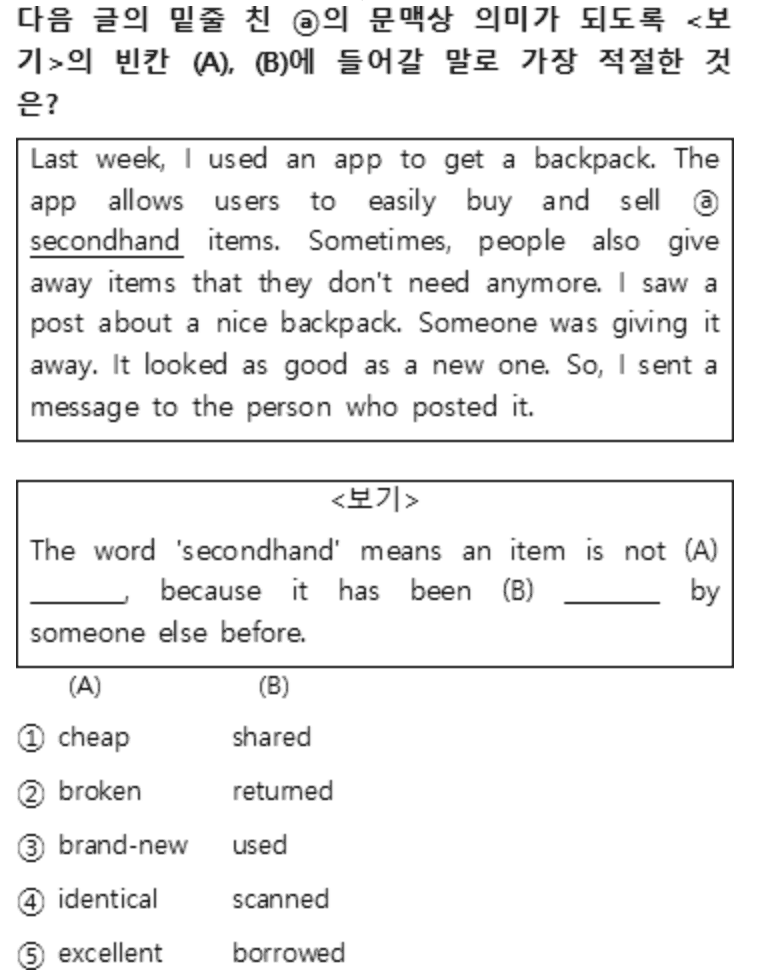 다음 글의 밑줄 친 ⓐ의 문맥상 의미가 되도록 <보
기>의 빈칸 (A), (B)에 들어갈 말로 가장 적절한 것
은?
Last week, I used an app to get a backpack. The
app allows users to easily buy and sell ⓐ
secondhand items. Sometimes, people also give
away items that they don't need anymore. I saw a
post about a nice backpack. Someone was giving it
away. It looked as good as a new one. So, I sent a
message to the person who posted it.
<보기>
The word 'secondhand' means an item is not (A)
______, because it has been (B) ______ by
someone else before.
(A) (B)
① cheap shared
② broken returned
③ brand-new used
④ identical scanned
⑤ excellent borrowed